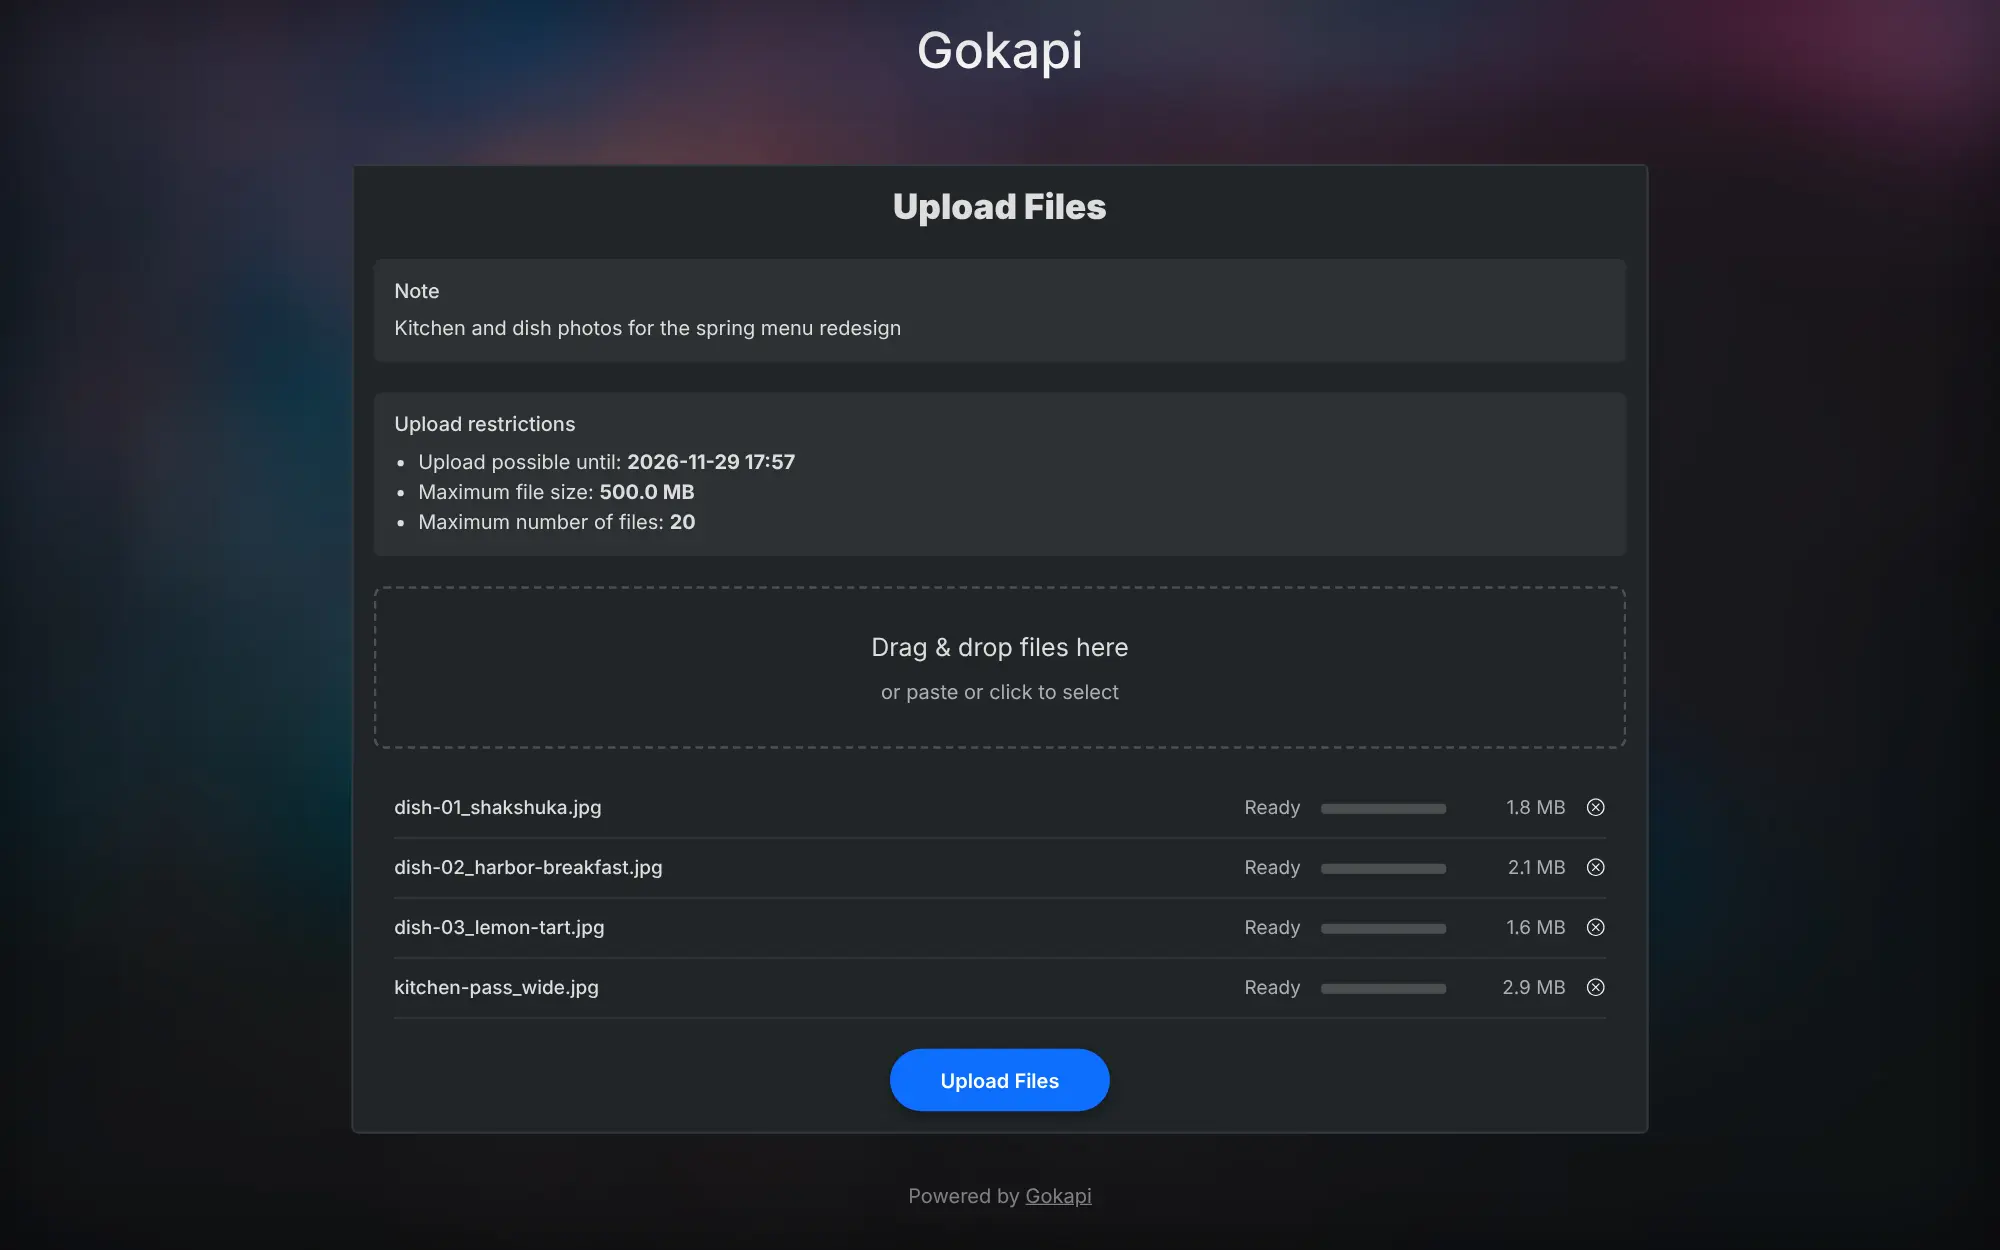 Gokapi
Upload Files
Note
Kitchen and dish photos for the spring menu redesign
Upload restrictions
• Upload possible until: 2026-11-29 17:57
• Maximum file size: 500.0 MB
• Maximum number of files: 20
Drag & drop files here
or paste or click to select
dish-01_shakshuka.jpg Ready 1.8 MB
dish-02_harbor-breakfast.jpg Ready 2.1 MB
dish-03_lemon-tart.jpg Ready 1.6 MB
kitchen-pass_wide.jpg Ready 2.9 MB
Upload Files
Powered by Gokapi